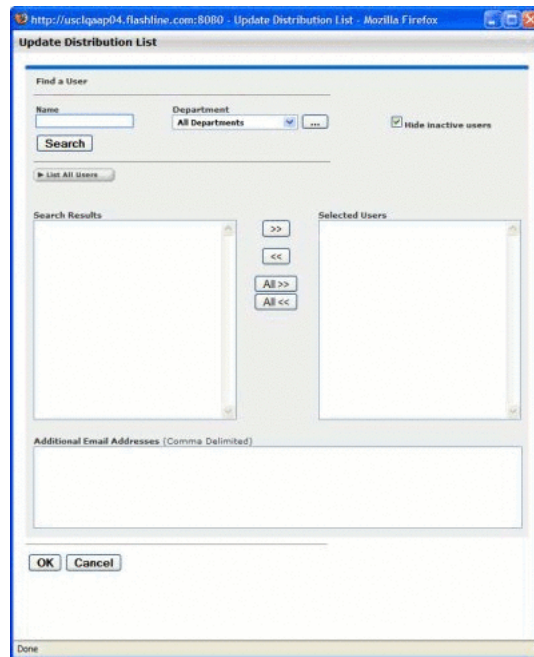 http://usclqaap04.flashline.com:8080 - Update Distribution List - Mozilla Firefox
Update Distribution List
Find a User
Name
Department
All Departments
...
Hide inactive users
Search
List All Users
Search Results
Selected Users
>>
<<
All >>
All <<
Additional Email Addresses (Comma Delimited)
OK
Cancel
Done